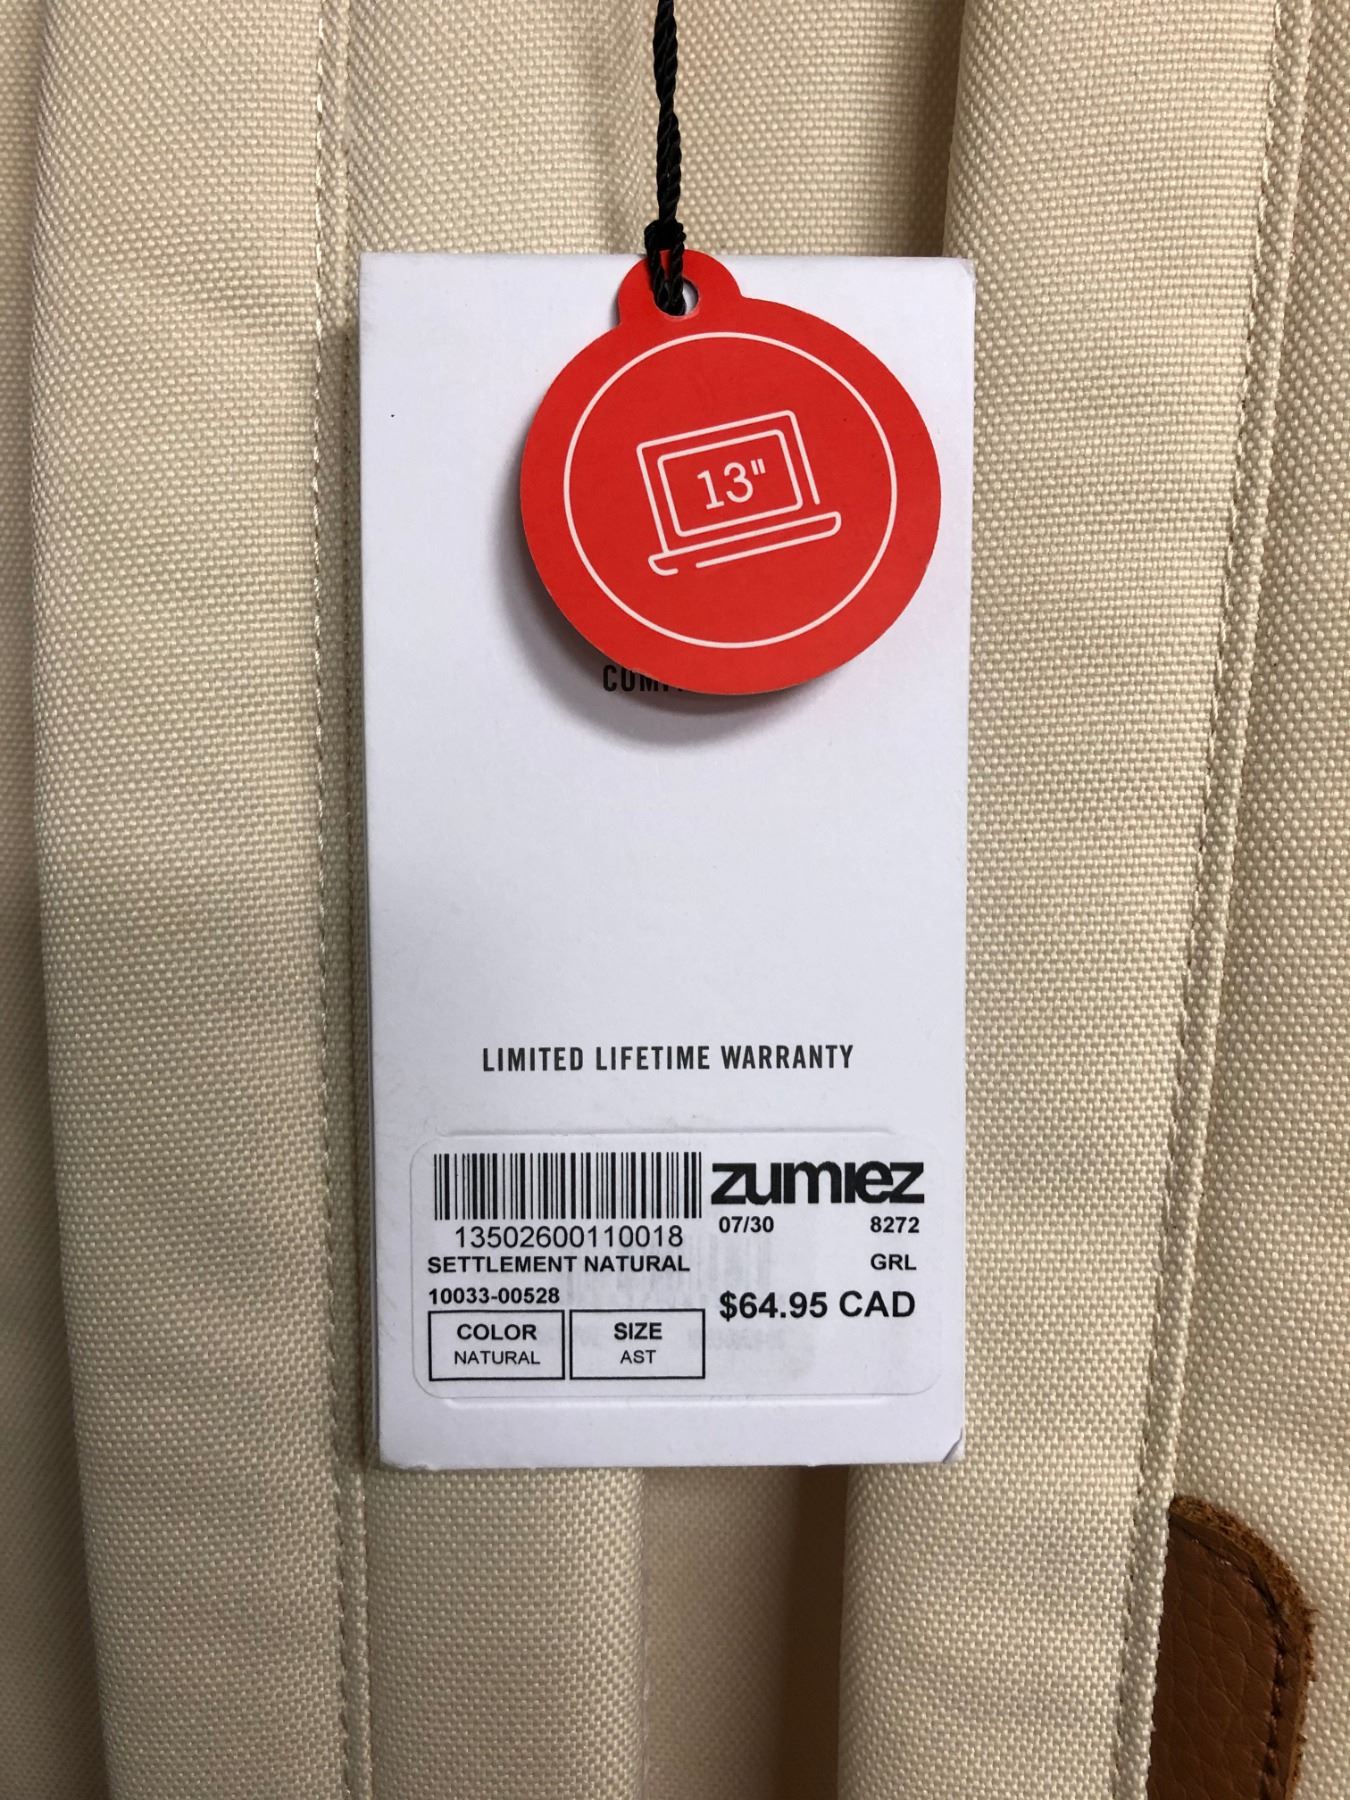 13"
LIMITED LIFETIME WARRANTY
zumiez
13502600110018
07/30 8272
SETTLEMENT NATURAL GRL
10033-00528
$64.95 CAD
COLOR SIZE
NATURAL AST